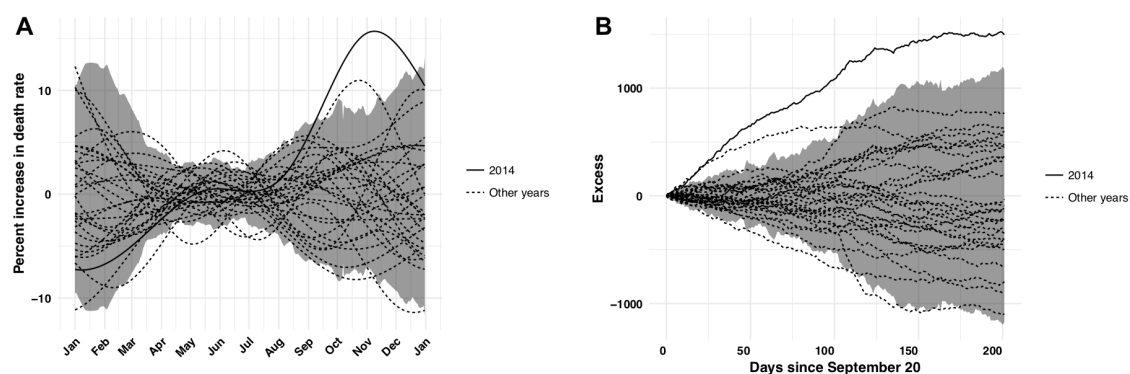 A
Percent increase in death rate
10
0
−10
Jan
Feb
Mar
Apr
May
Jun
Jul
Aug
Sep
Oct
Nov
Dec
Jan
2014
Other years
B
Excess
1000
0
−1000
0
50
100
150
200
Days since September 20
2014
Other years